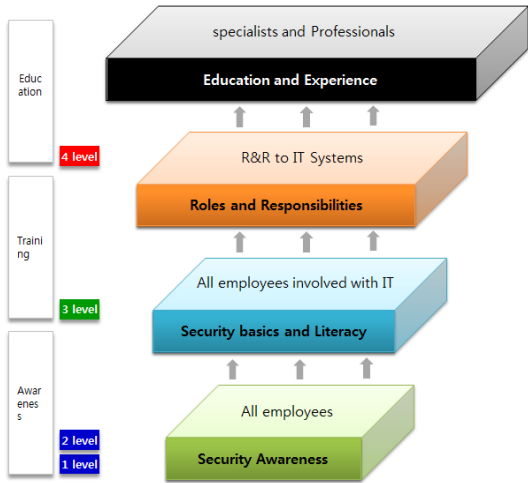 specialists and Professionals
Education and Experience
Educ
ation
4 level
R&R to IT Systems
Roles and Responsibilities
Traini
ng
3 level
All employees involved with IT
Security basics and Literacy
Awar
enes
s
2 level
1 level
All employees
Security Awareness